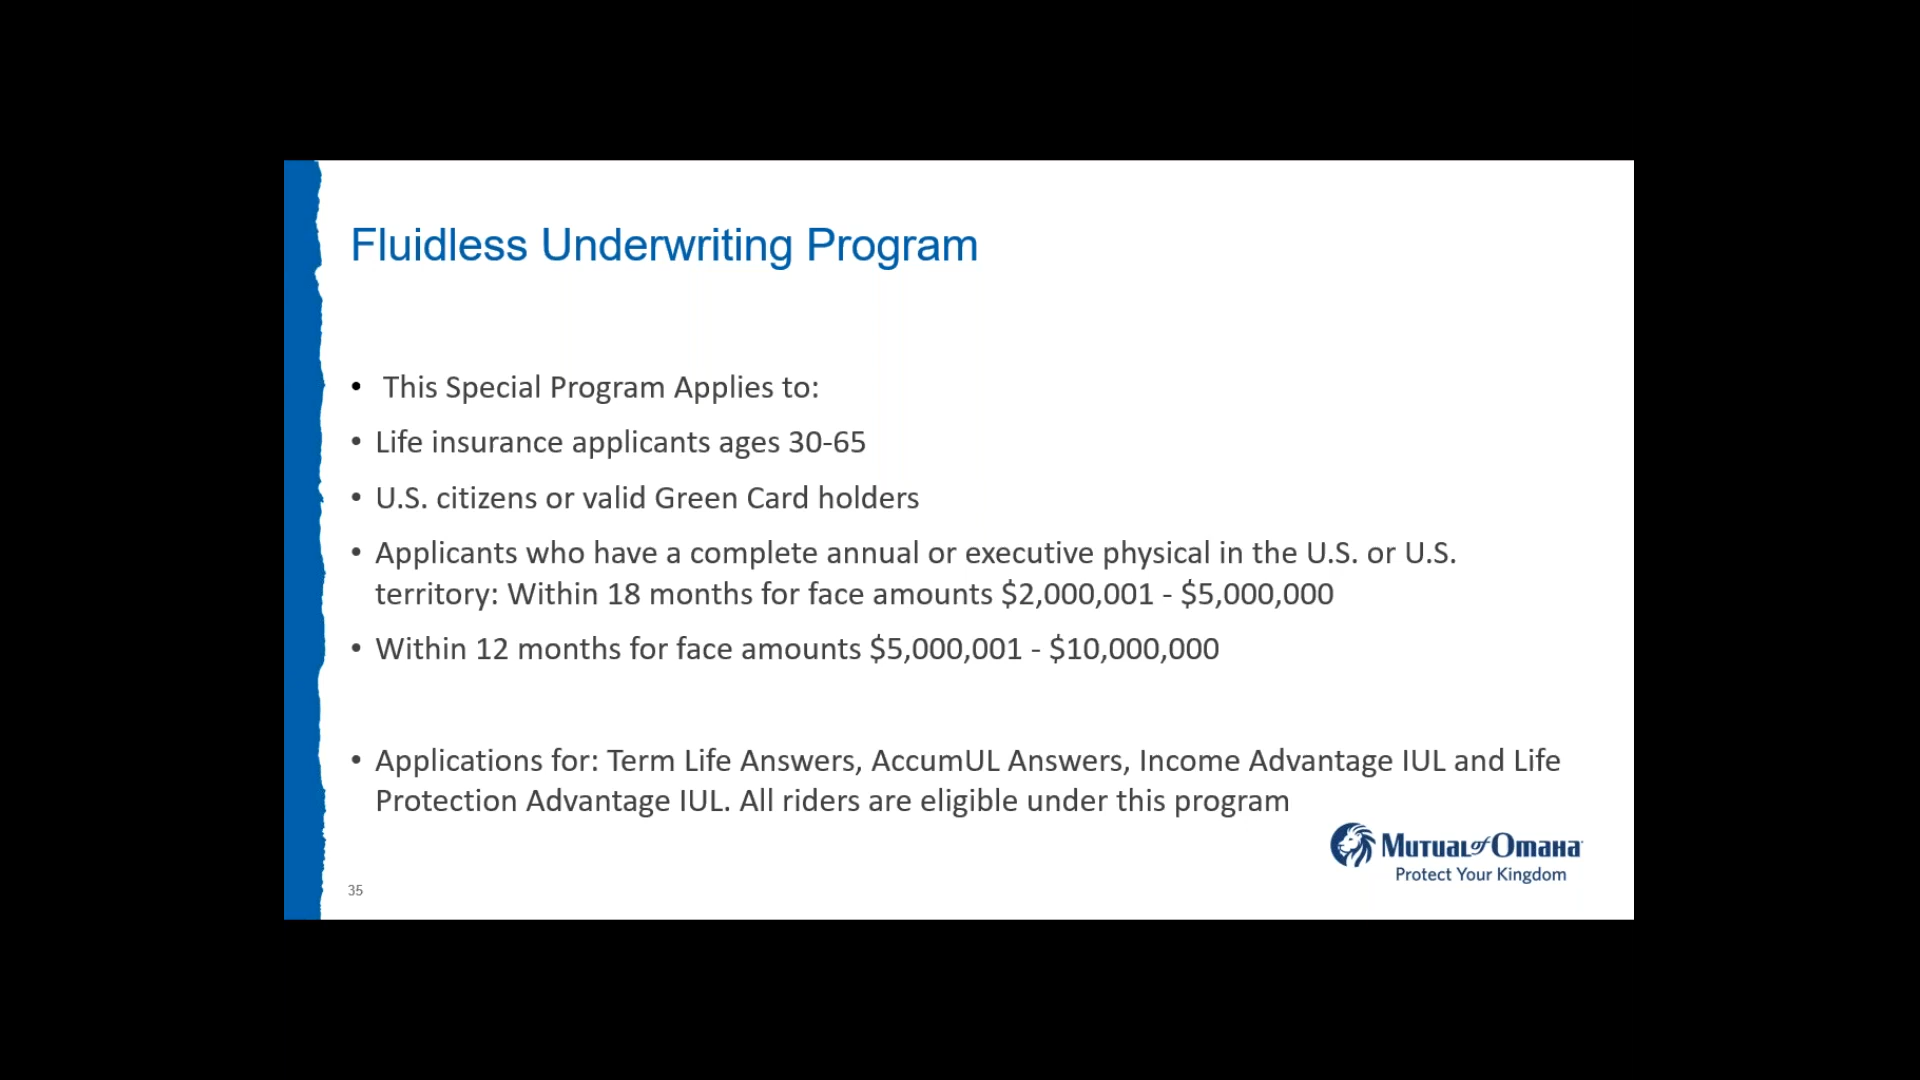 Fluidless Underwriting Program
• This Special Program Applies to:
• Life insurance applicants ages 30-65
• U.S. citizens or valid Green Card holders
• Applicants who have a complete annual or executive physical in the U.S. or U.S.
territory: Within 18 months for face amounts $2,000,001 - $5,000,000
• Within 12 months for face amounts $5,000,001 - $10,000,000
• Applications for: Term Life Answers, AccumUL Answers, Income Advantage IUL and Life
Protection Advantage IUL. All riders are eligible under this program
Mutual of Omaha
Protect Your Kingdom
35